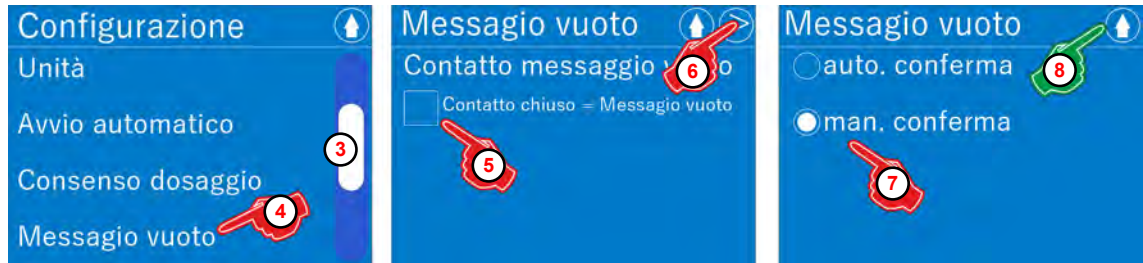 Configurazione
Unità
Avvio automatico
3
Consenso dosaggio
4
Messagio vuoto
Messagio vuoto
6
Contatto messaggio vuoto
Contatto chiuso = Messagio vuoto
5
Messagio vuoto
8
auto. conferma
man. conferma
7